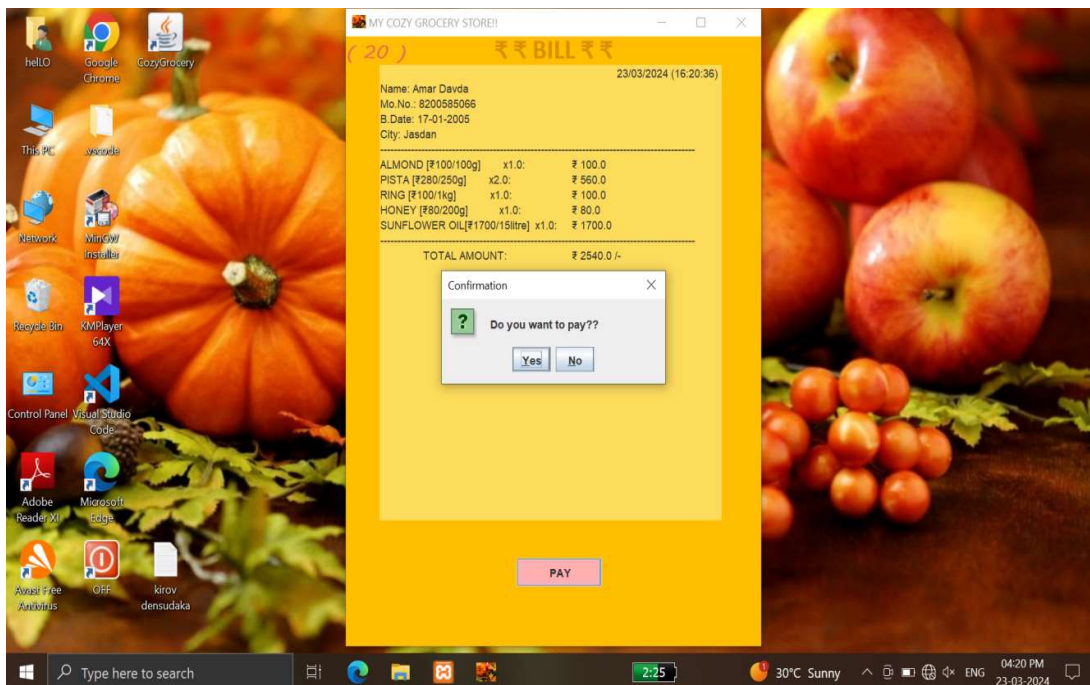 MY COZY GROCERY STORE!!
( 20 )
₹ ₹ BILL ₹ ₹
23/03/2024 (16:20:36)
Name: Amar Davda
Mo.No.: 8200585066
B.Date: 17-01-2005
City: Jasdan
ALMOND [₹100/100g] x1.0: ₹ 100.0
PISTA [₹280/250g] x2.0: ₹ 560.0
RING [₹100/1kg] x1.0: ₹ 100.0
HONEY [₹80/200g] x1.0: ₹ 80.0
SUNFLOWER OIL[₹1700/15litre] x1.0: ₹ 1700.0
TOTAL AMOUNT: ₹ 2540.0 /-
Confirmation
Do you want to pay??
Yes No
PAY
helLO
Google
Chrome
CozyGrocery
This PC
.vscode
Network
MinGW
Installer
Recycle Bin
KMPlayer
64X
Control Panel
Visual Studio
Code
Adobe
Reader XI
Microsoft
Edge
Avast Free
Antivirus
OFF
kirov
densudaka
Type here to search
2:25
30°C Sunny
ENG
04:20 PM
23-03-2024